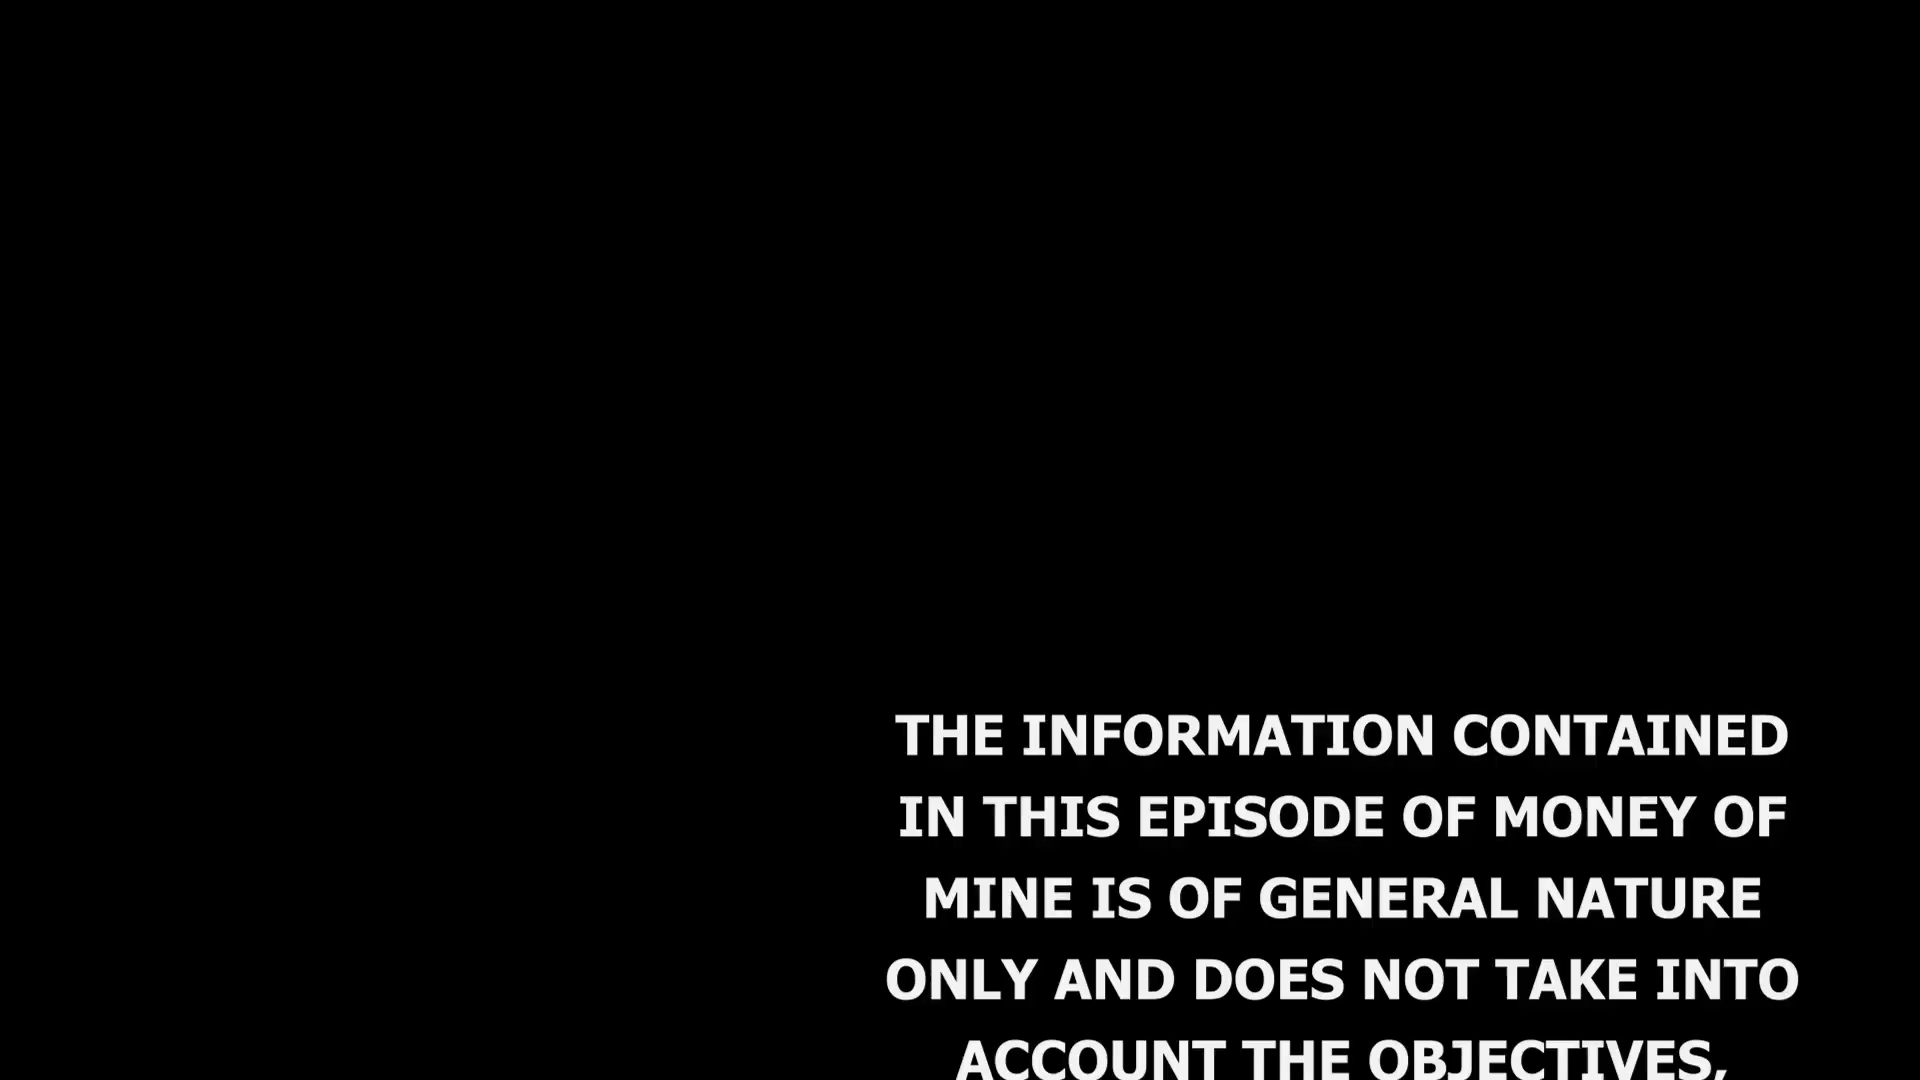 THE INFORMATION CONTAINED
IN THIS EPISODE OF MONEY OF
MINE IS OF GENERAL NATURE
ONLY AND DOES NOT TAKE INTO
ACCOUNT THE OBJECTIVES,